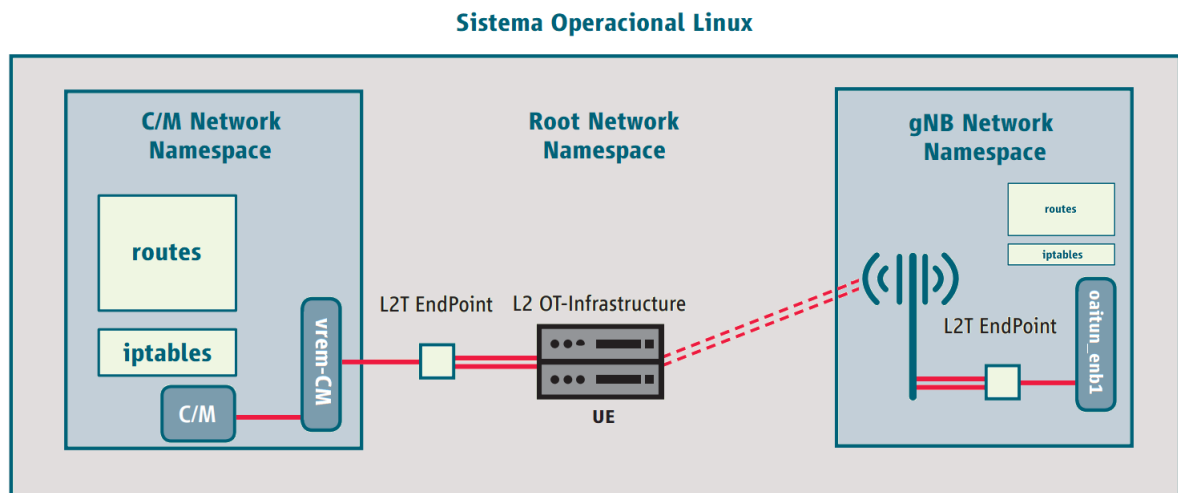 Sistema Operacional Linux
C/M Network
Namespace
routes
iptables
C/M
vrem-CM
Root Network
Namespace
L2T EndPoint
L2 OT-Infrastructure
UE
gNB Network
Namespace
routes
iptables
L2T EndPoint
oaitun_enb1